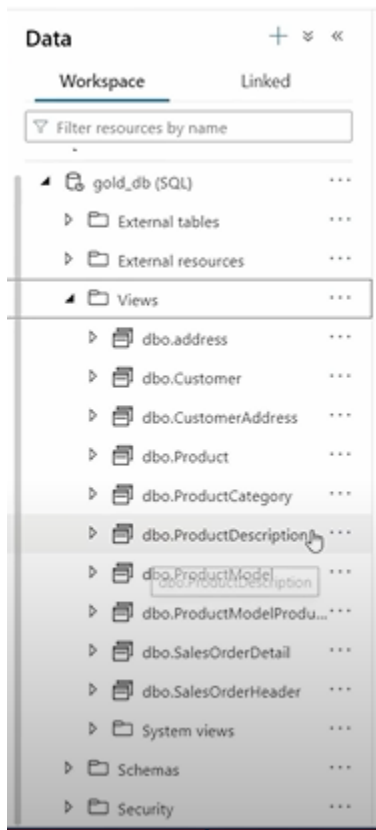 Data
Workspace Linked
Filter resources by name
gold_db (SQL)
External tables
External resources
Views
dbo.address
dbo.Customer
dbo.CustomerAddress
dbo.Product
dbo.ProductCategory
dbo.ProductDescription
dbo.ProductModel
dbo.ProductDescription
dbo.ProductModelProdu...
dbo.SalesOrderDetail
dbo.SalesOrderHeader
System views
Schemas
Security